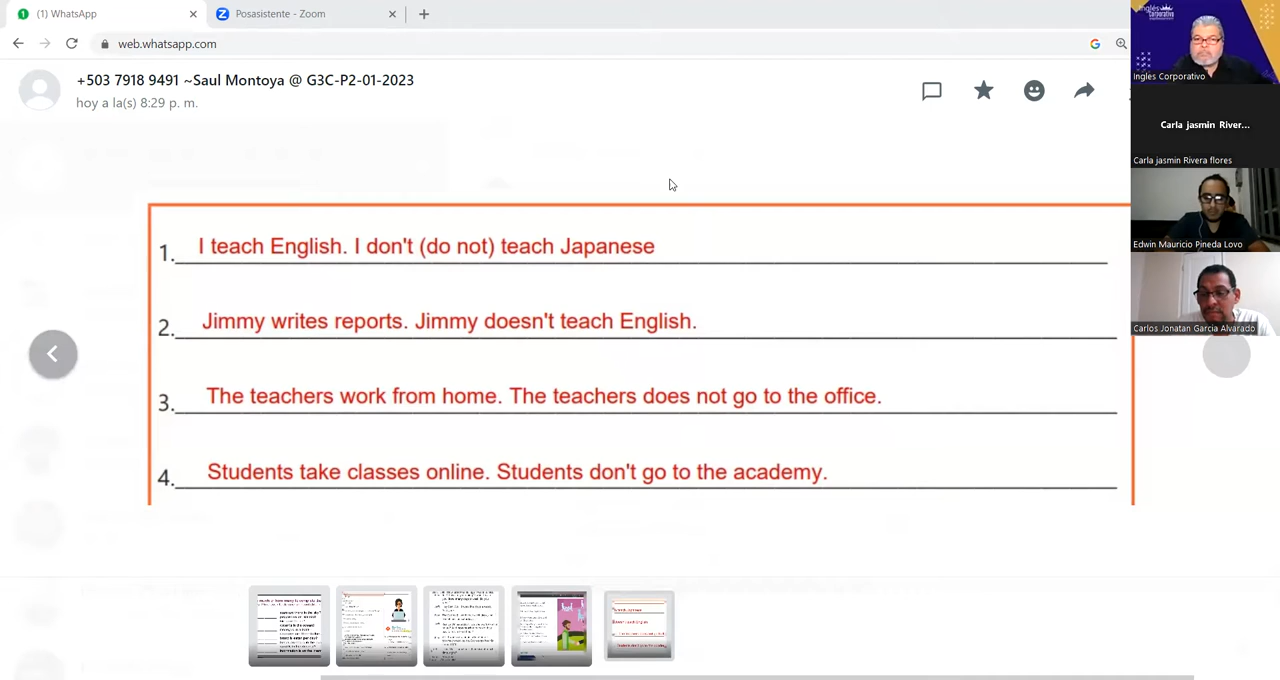 (1) WhatsApp
Posasistente - Zoom
web.whatsapp.com
+503 7918 9491 ~Saul Montoya @ G3C-P2-01-2023
hoy a la(s) 8:29 p. m.
Inglés Corporativo
Ingles Corporativo
Carla jasmin River...
Carla jasmin Rivera flores
Edwin Mauricio Pineda Lovo
Carlos Jonatan Garcia Alvarado
1. I teach English. I don't (do not) teach Japanese
2. Jimmy writes reports. Jimmy doesn't teach English.
3. The teachers work from home. The teachers does not go to the office.
4. Students take classes online. Students don't go to the academy.